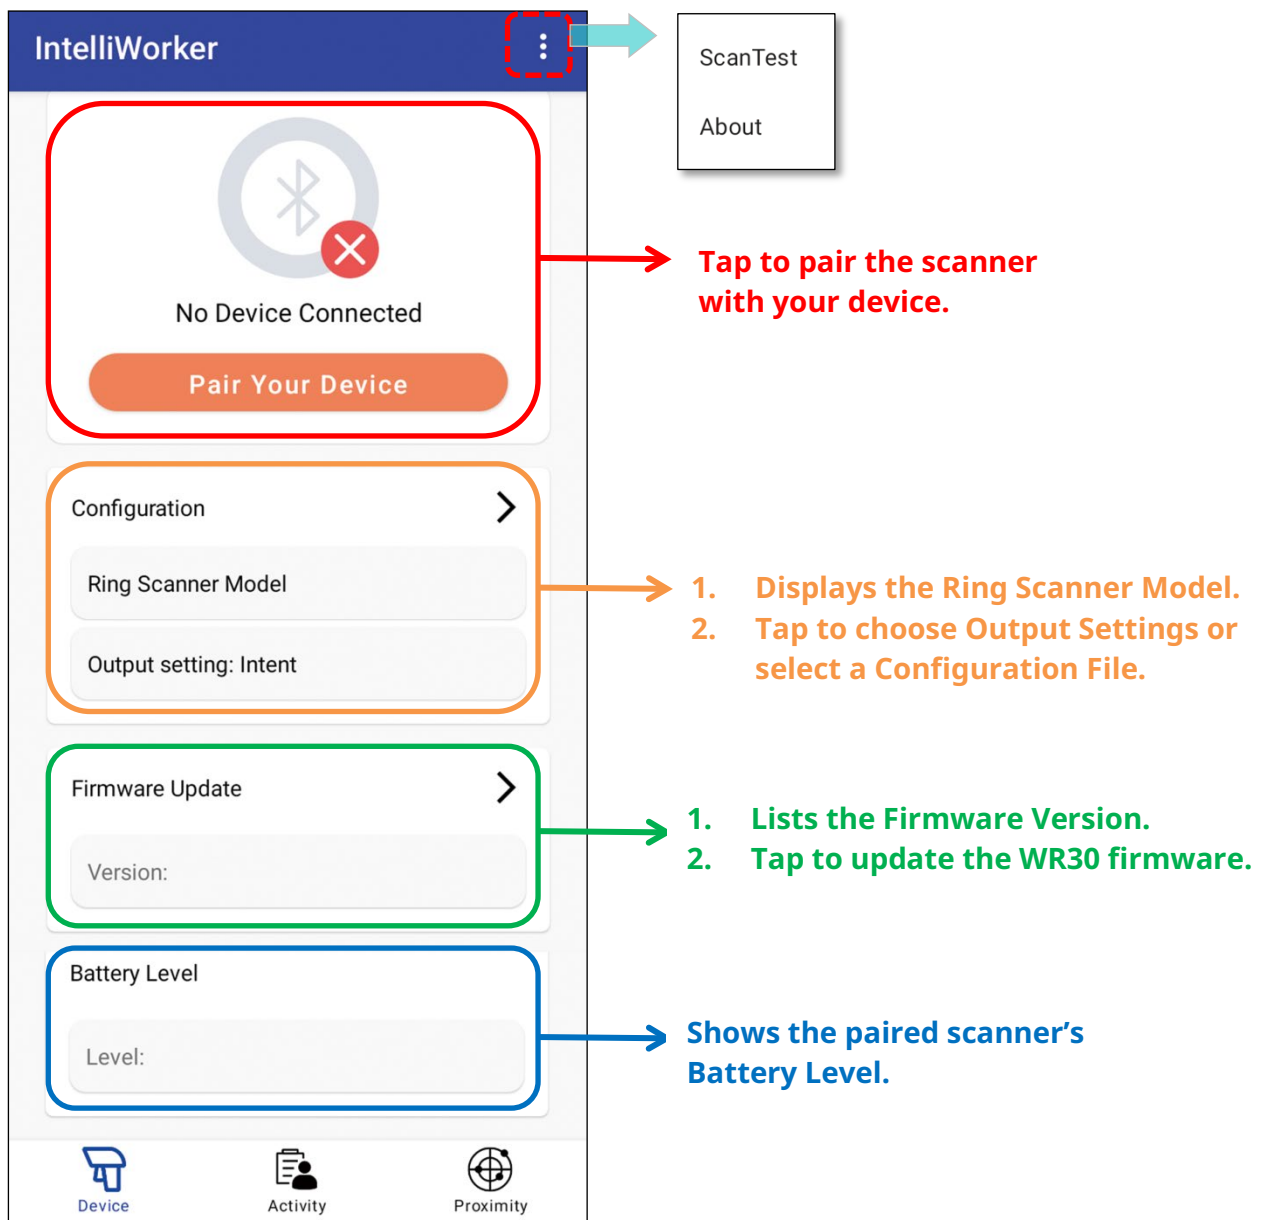 IntelliWorker
ScanTest
About
No Device Connected
Pair Your Device
Tap to pair the scanner
with your device.
Configuration
Ring Scanner Model
Output setting: Intent
1. Displays the Ring Scanner Model.
2. Tap to choose Output Settings or
select a Configuration File.
Firmware Update
Version:
1. Lists the Firmware Version.
2. Tap to update the WR30 firmware.
Battery Level
Level:
Shows the paired scanner’s
Battery Level.
Device
Activity
Proximity